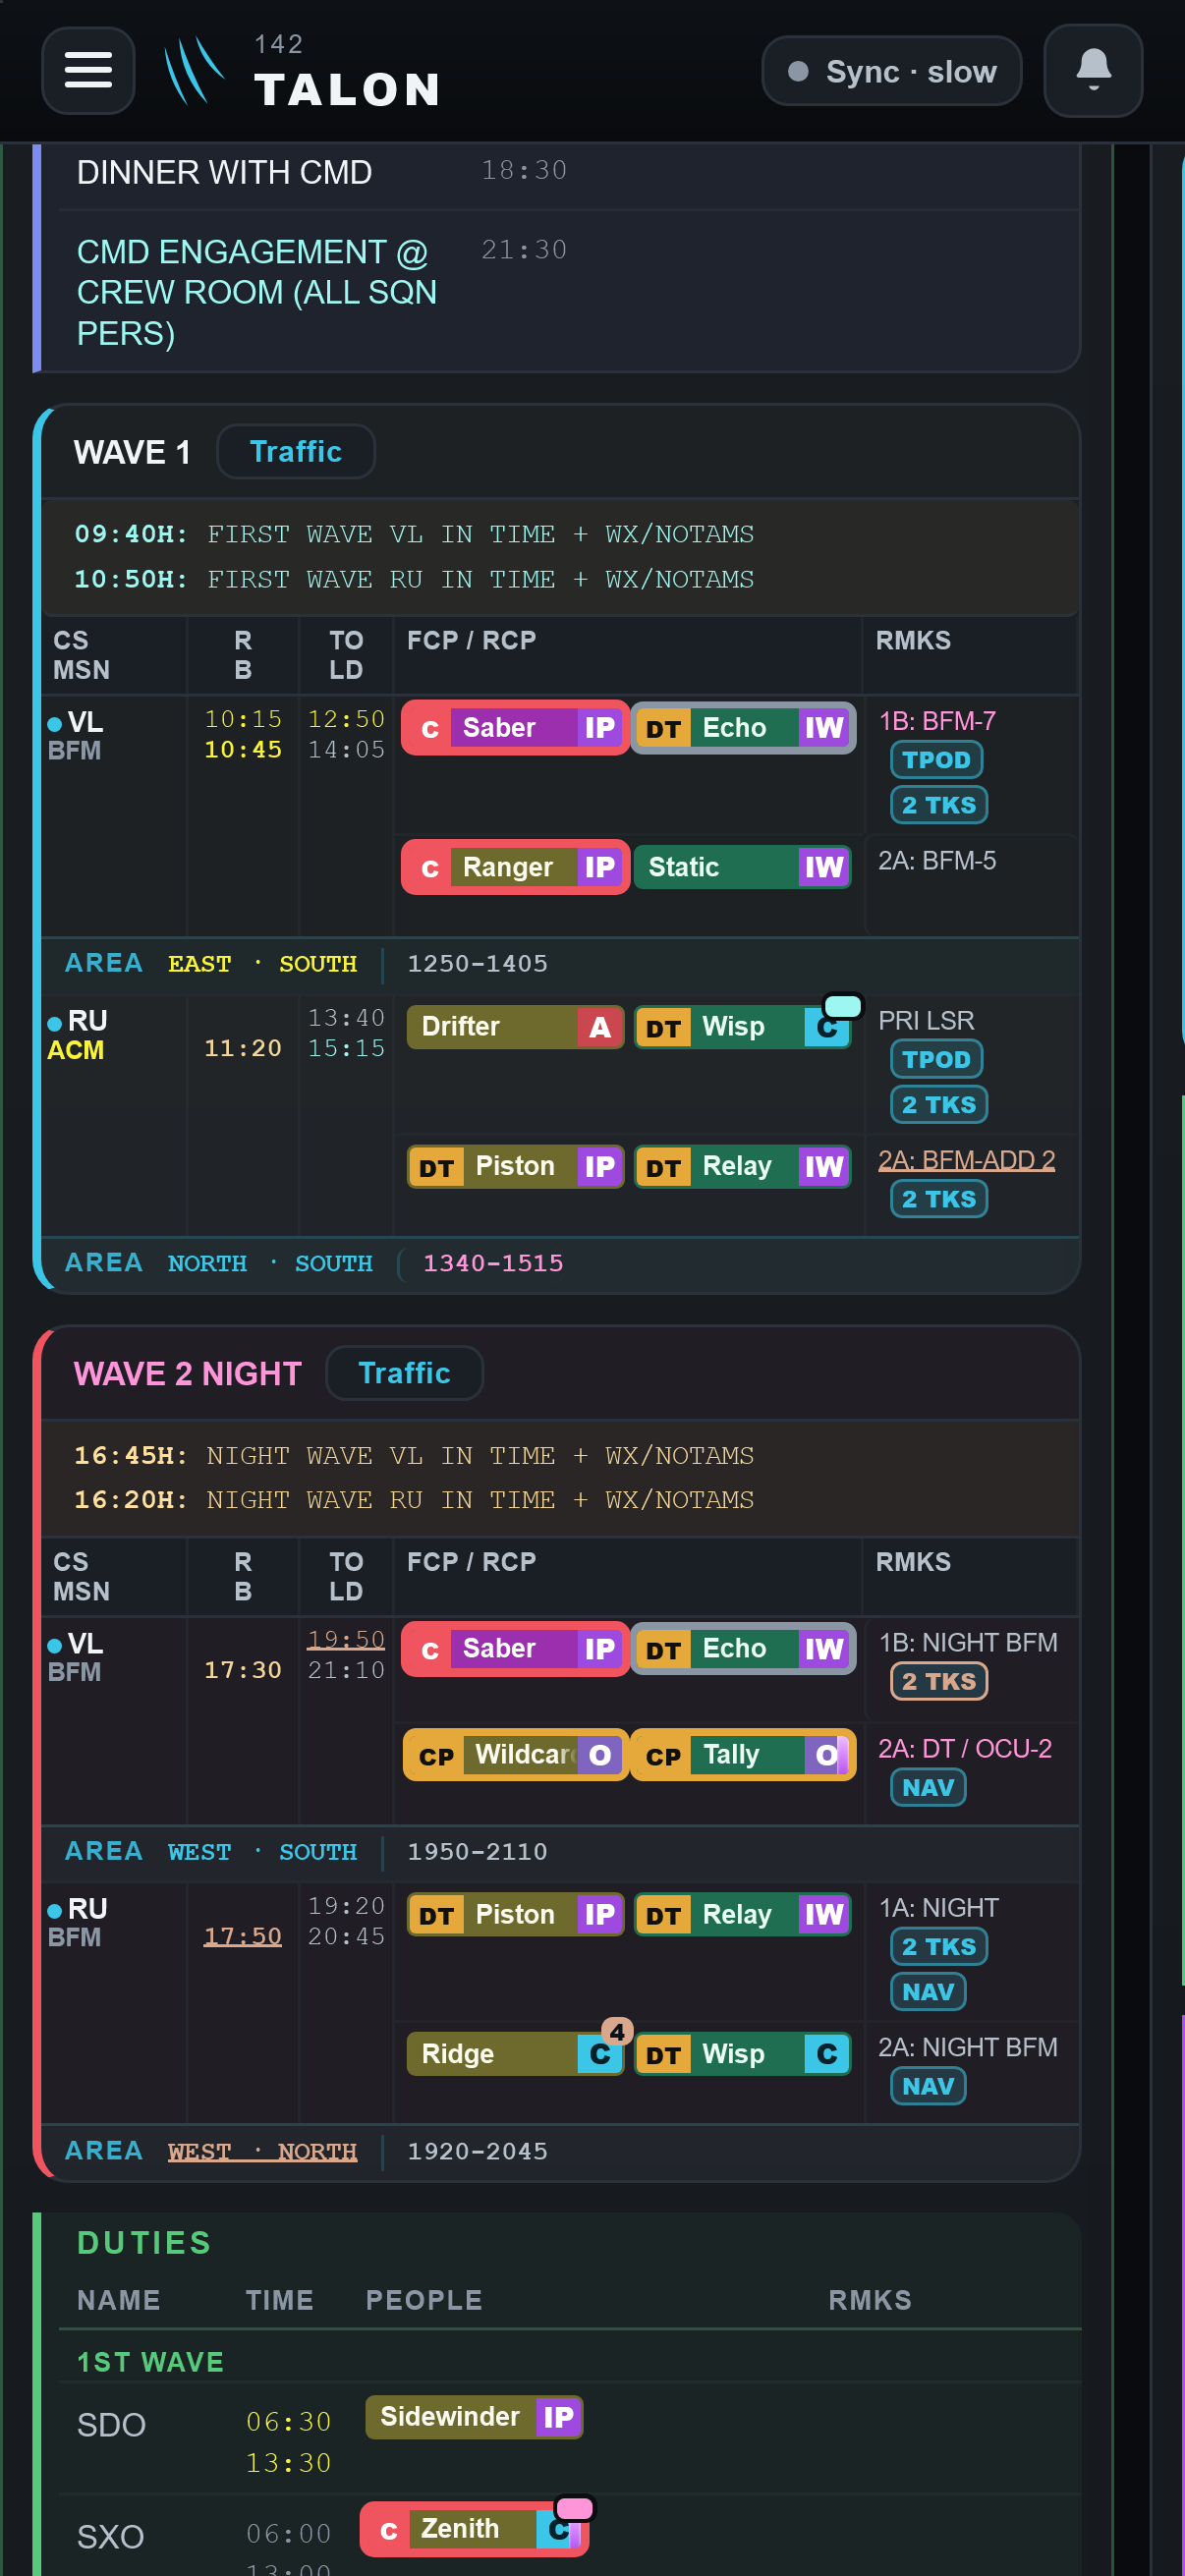 142
TALON
Sync · slow
DINNER WITH CMD 18:30
CMD ENGAGEMENT @ 21:30
CREW ROOM (ALL SQN
PERS)
WAVE 1 Traffic
09:40H: FIRST WAVE VL IN TIME + WX/NOTAMS
10:50H: FIRST WAVE RU IN TIME + WX/NOTAMS
CS R TO FCP / RCP RMKS
MSN B LD
VL 10:15 12:50 C Saber IP DT Echo IW 1B: BFM-7
BFM 10:45 14:05 TPOD
2 TKS
C Ranger IP Static IW 2A: BFM-5
AREA EAST · SOUTH 1250-1405
RU 13:40 Drifter A DT Wisp C PRI LSR
ACM 11:20 15:15 TPOD
2 TKS
DT Piston IP DT Relay IW 2A: BFM-ADD 2
2 TKS
AREA NORTH · SOUTH 1340-1515
WAVE 2 NIGHT Traffic
16:45H: NIGHT WAVE VL IN TIME + WX/NOTAMS
16:20H: NIGHT WAVE RU IN TIME + WX/NOTAMS
CS R TO FCP / RCP RMKS
MSN B LD
VL 19:50 C Saber IP DT Echo IW 1B: NIGHT BFM
BFM 17:30 21:10 2 TKS
CP Wildcard O CP Tally O 2A: DT / OCU-2
NAV
AREA WEST · SOUTH 1950-2110
RU 19:20 DT Piston IP DT Relay IW 1A: NIGHT
BFM 17:50 20:45 2 TKS
NAV
4
Ridge C DT Wisp C 2A: NIGHT BFM
NAV
AREA WEST · NORTH 1920-2045
DUTIES
NAME TIME PEOPLE RMKS
1ST WAVE
SDO 06:30 Sidewinder IP
13:30
SXO 06:00 C Zenith C
13:00